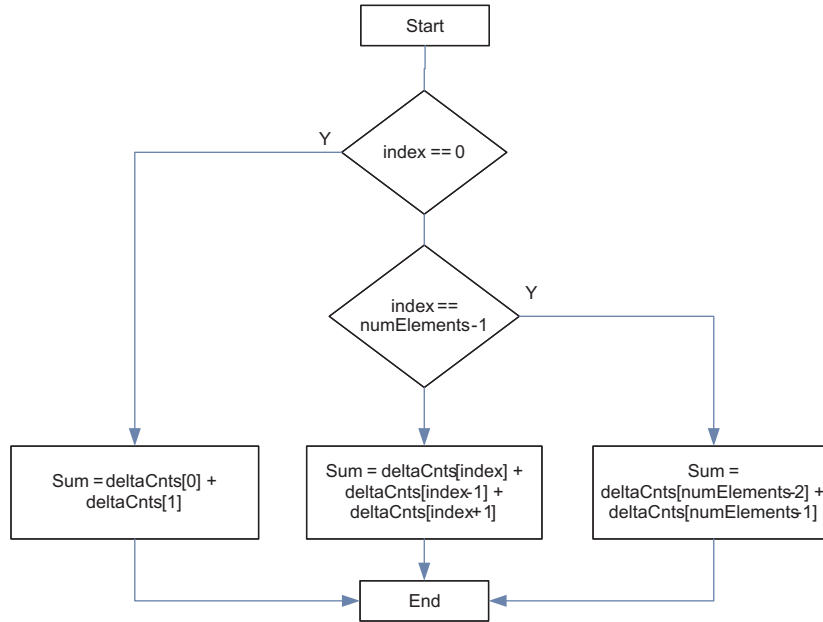 Start
Y
index == 0
Y
index ==
numElements-1
Sum = deltaCnts[0] +
deltaCnts[1]
Sum = deltaCnts[index] +
deltaCnts[index-1] +
deltaCnts[index+1]
Sum =
deltaCnts[numElements-2] +
deltaCnts[numElements-1]
End